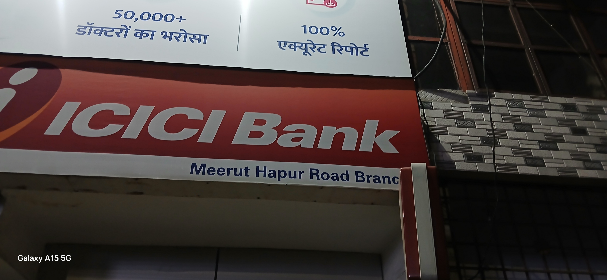 50,000+
डॉक्टरों का भरोसा
100%
एक्यूरेट रिपोर्ट
ICICI Bank
Meerut Hapur Road Branc
Galaxy A15 5G